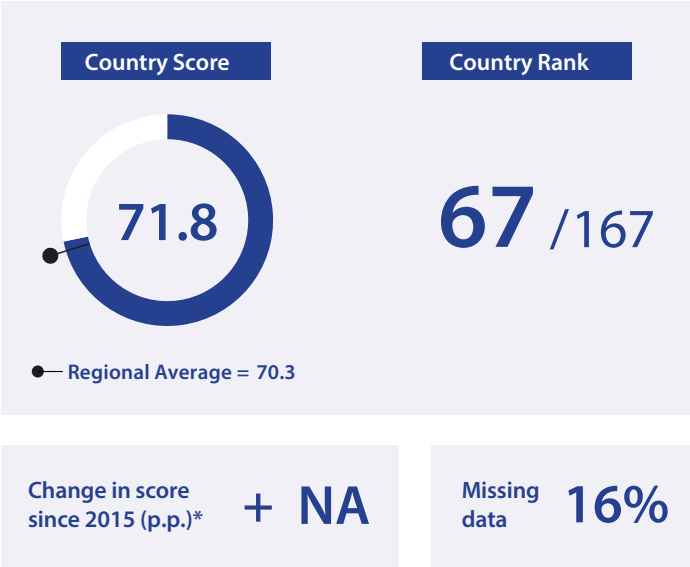 Country Score
Country Rank
71.8
67 /167
Regional Average = 70.3
Change in score
since 2015 (p.p.)*
+ NA
Missing
data
16%